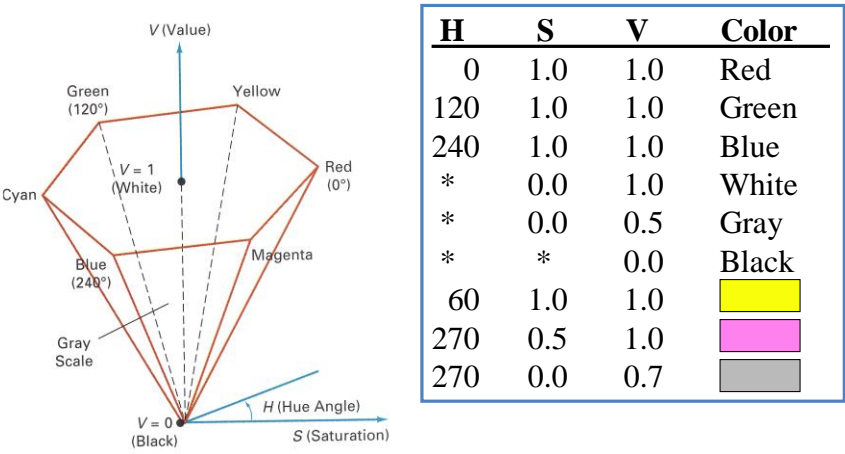 V (Value)
Green
(120°)
Yellow
V = 1
(White)
Red
(0°)
Cyan
Blue
(240°)
Magenta
Gray
Scale
H (Hue Angle)
V = 0
(Black)
S (Saturation)
H S V Color
0 1.0 1.0 Red
120 1.0 1.0 Green
240 1.0 1.0 Blue
* 0.0 1.0 White
* 0.0 0.5 Gray
* * 0.0 Black
60 1.0 1.0
270 0.5 1.0
270 0.0 0.7